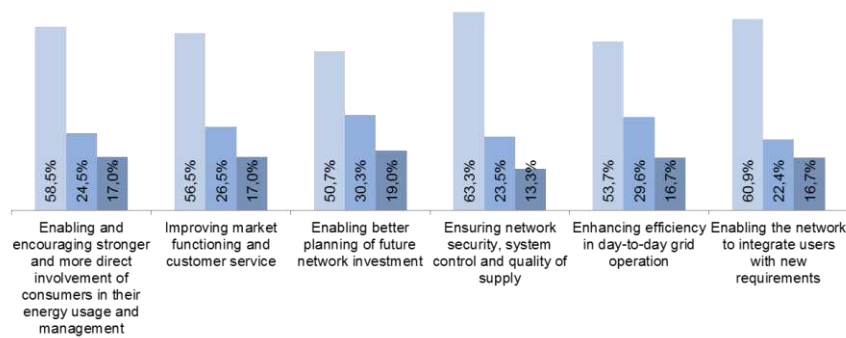 58,5%
24,5%
17,0%
56,5%
26,5%
17,0%
50,7%
30,3%
19,0%
63,3%
23,5%
13,3%
53,7%
29,6%
16,7%
60,9%
22,4%
16,7%
Enabling and
encouraging stronger
and more direct
involvement of
consumers in their
energy usage and
management
Improving market
functioning and
customer service
Enabling better
planning of future
network investment
Ensuring network
security, system
control and quality of
supply
Enhancing efficiency
in day-to-day grid
operation
Enabling the network
to integrate users
with new
requirements